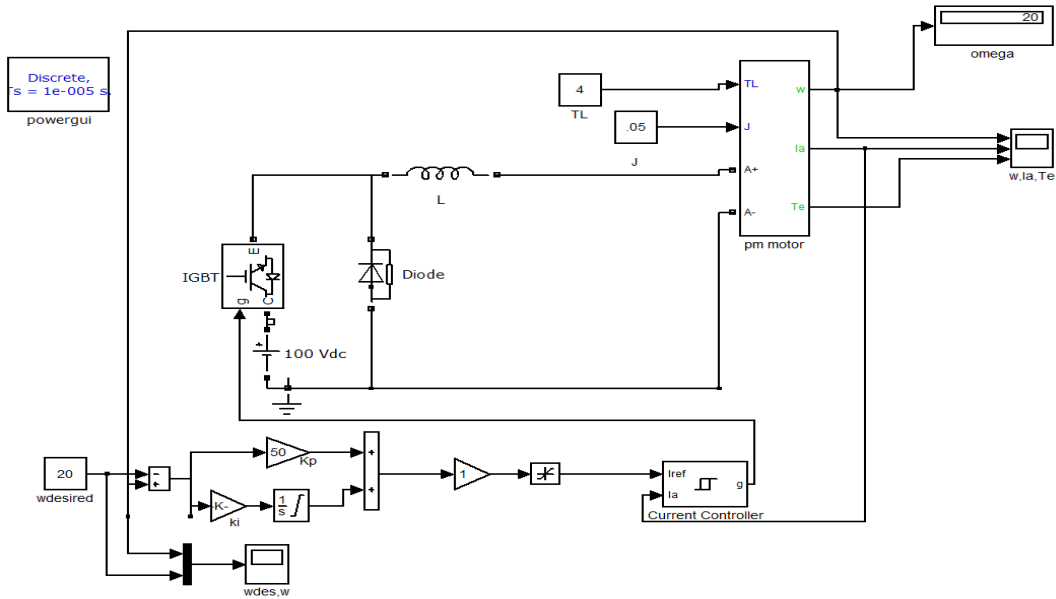 20
omega
Discrete,
Ts = 1e-005 s.
powergui
4
TL
.05
J
TL
J
A+
A-
w
Ia
Te
pm motor
w,Ia,Te
L
IGBT
E
g
C
Diode
+
100 Vdc
20
wdesired
-
+
50
Kp
-K-
ki
1
s
+
+
1
Iref
Ia
g
Current Controller
wdes,w